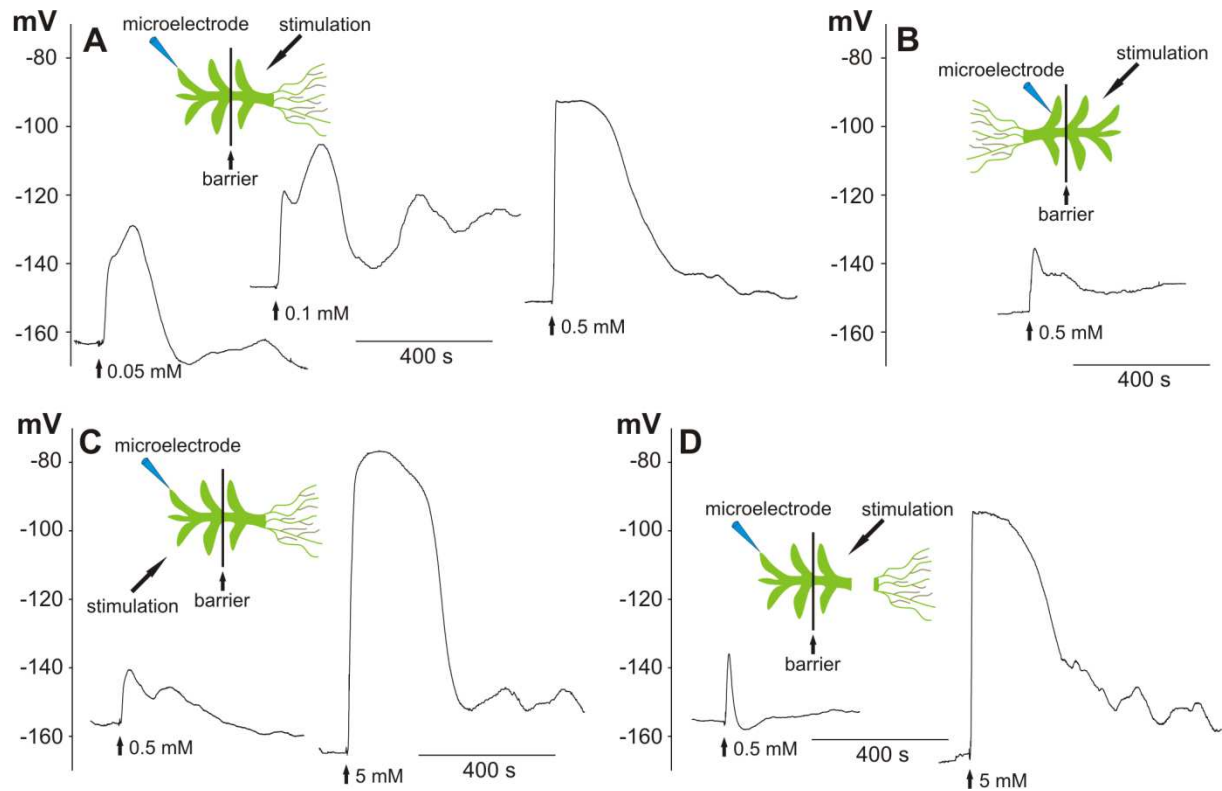 mV
A
microelectrode
stimulation
-80
-100
-120
-140
-160
barrier
0.05 mM
0.1 mM
0.5 mM
400 s
mV
B
stimulation
microelectrode
-80
-100
-120
-140
-160
barrier
0.5 mM
400 s
mV
C
microelectrode
-80
-100
-120
-140
-160
stimulation
barrier
0.5 mM
5 mM
400 s
mV
D
microelectrode
stimulation
-80
-100
-120
-140
-160
barrier
0.5 mM
400 s
5 mM